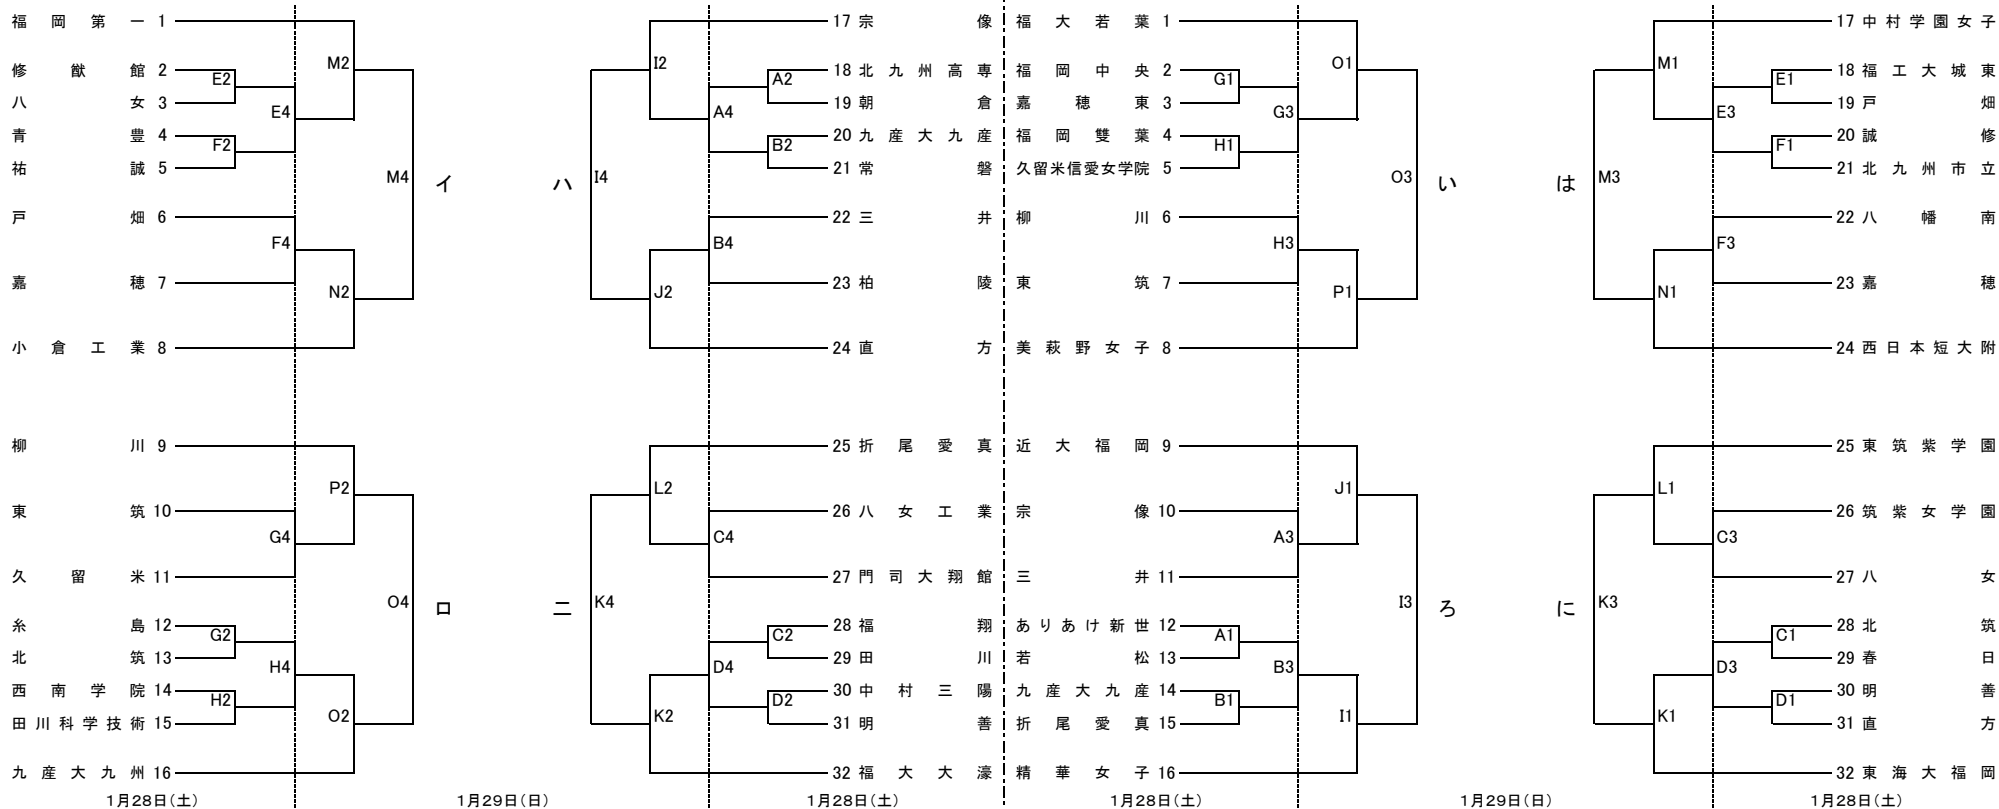 福岡第一 1 17 宗像 福大若葉 1 17 中村学園女子
M2 I2 O1 M1
修猷館 2 18 北九州高専 福岡中央 2 18 福工大城東
E2 A2 G1 E1
八女 3 19 朝倉 嘉穂東 3 19 戸畑
E4 A4 G3 E3
青豊 4 20 九産大九産 福岡雙葉 4 20 誠修
F2 B2 H1 F1
祐誠 5 21 常磐 久留米信愛女学院 5 21 北九州市立
M4 イ ハ I4 O3 い は M3
戸畑 6 22 三井 柳川 6 22 八幡南
F4 B4 H3 F3
嘉穂 7 23 柏陵 東筑 7 23 嘉穂
N2 J2 P1 N1
小倉工業 8 24 直方 美萩野女子 8 24 西日本短大附
柳川 9 25 折尾愛真 近大福岡 9 25 東筑紫学園
P2 L2 J1 L1
東筑 10 26 八女工業 宗像 10 26 筑紫女学園
G4 C4 A3 C3
久留米 11 27 門司大翔館 三井 11 27 八女
O4 ロ ニ K4 I3 ろ に K3
糸島 12 28 福翔 ありあけ新世 12 28 北筑
G2 C2 A1 C1
北筑 13 29 田川 若松 13 29 春日
H4 D4 B3 D3
西南学院 14 30 中村三陽 九産大九産 14 30 明善
H2 D2 B1 D1
田川科学技術 15 31 明善 折尾愛真 15 31 直方
O2 K2 I1 K1
九産大九州 16 32 福大大濠 精華女子 16 32 東海大福岡
1月28日(土) 1月29日(日) 1月28日(土) 1月28日(土) 1月29日(日) 1月28日(土)